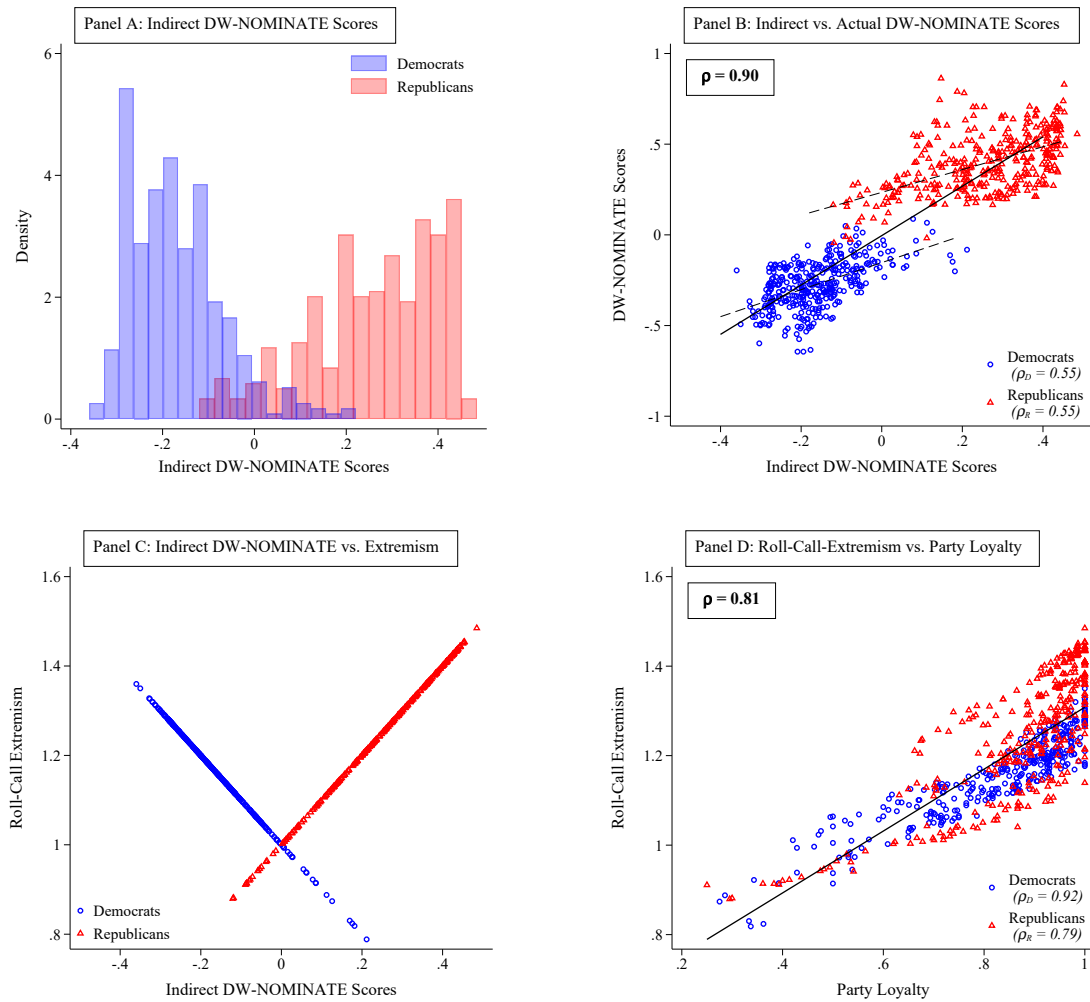 Panel A: Indirect DW-NOMINATE Scores
6
4
2
0
Density
Democrats
Republicans
-.4
-.2
0
.2
.4
Indirect DW-NOMINATE Scores
Panel B: Indirect vs. Actual DW-NOMINATE Scores
ρ = 0.90
1
.5
0
-.5
-1
DW-NOMINATE Scores
Democrats
(ρD = 0.55)
Republicans
(ρR = 0.55)
-.4
-.2
0
.2
.4
Indirect DW-NOMINATE Scores
Panel C: Indirect DW-NOMINATE vs. Extremism
1.6
1.4
1.2
1
.8
Roll-Call Extremism
Democrats
Republicans
-.4
-.2
0
.2
.4
Indirect DW-NOMINATE Scores
Panel D: Roll-Call-Extremism vs. Party Loyalty
ρ = 0.81
1.6
1.4
1.2
1
.8
Roll-Call Extremism
Democrats
(ρD = 0.92)
Republicans
(ρR = 0.79)
.2
.4
.6
.8
1
Party Loyalty